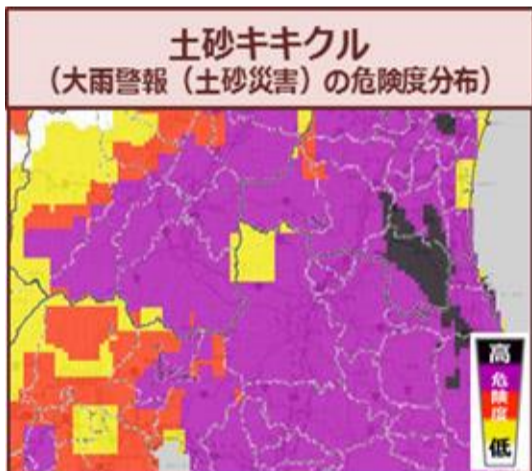 土砂キキクル
（大雨警報（土砂災害）の危険度分布）
高
危険度
低